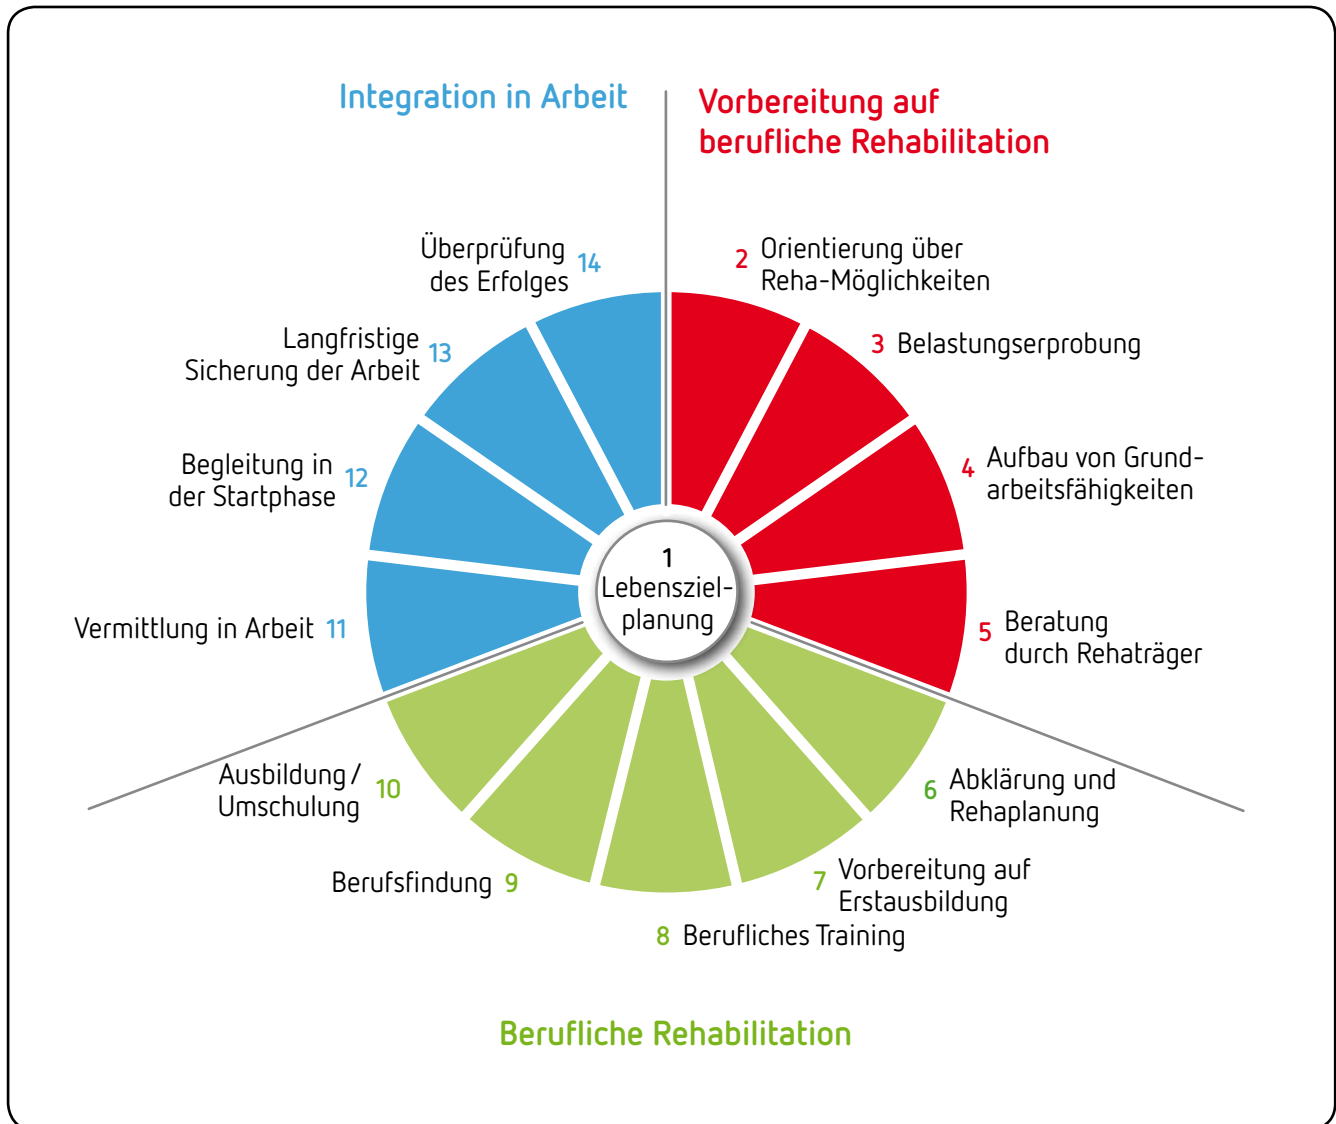 Integration in Arbeit
Vorbereitung auf
berufliche Rehabilitation
1
Lebensziel-
planung
2 Orientierung über
Reha-Möglichkeiten
3 Belastungserprobung
4 Aufbau von Grund-
arbeitsfähigkeiten
5 Beratung
durch Rehaträger
6 Abklärung und
Rehaplanung
7 Vorbereitung auf
Erstausbildung
8 Berufliches Training
Berufsfindung 9
Ausbildung / 10
Umschulung
Vermittlung in Arbeit 11
Begleitung in 12
der Startphase
Langfristige 13
Sicherung der Arbeit
Überprüfung 14
des Erfolges
Berufliche Rehabilitation